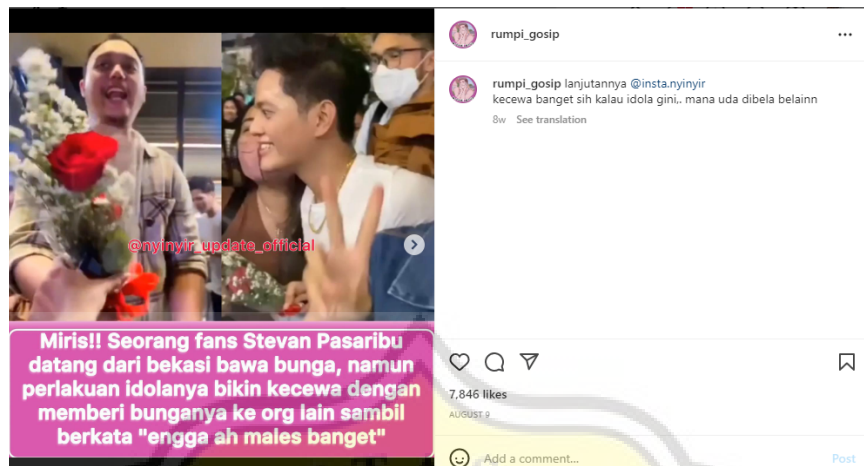 @nyinyir_update_official
Miris!! Seorang fans Stevan Pasaribu
datang dari bekasi bawa bunga, namun
perlakuan idolanya bikin kecewa dengan
memberi bunganya ke org lain sambil
berkata "engga ah males banget"
rumpi_gosip
rumpi_gosip lanjutannya @insta.nyinyir
kecewa banget sih kalau idola gini,. mana uda dibela belainn
8w See translation
7,846 likes
AUGUST 9
Add a comment...
Post